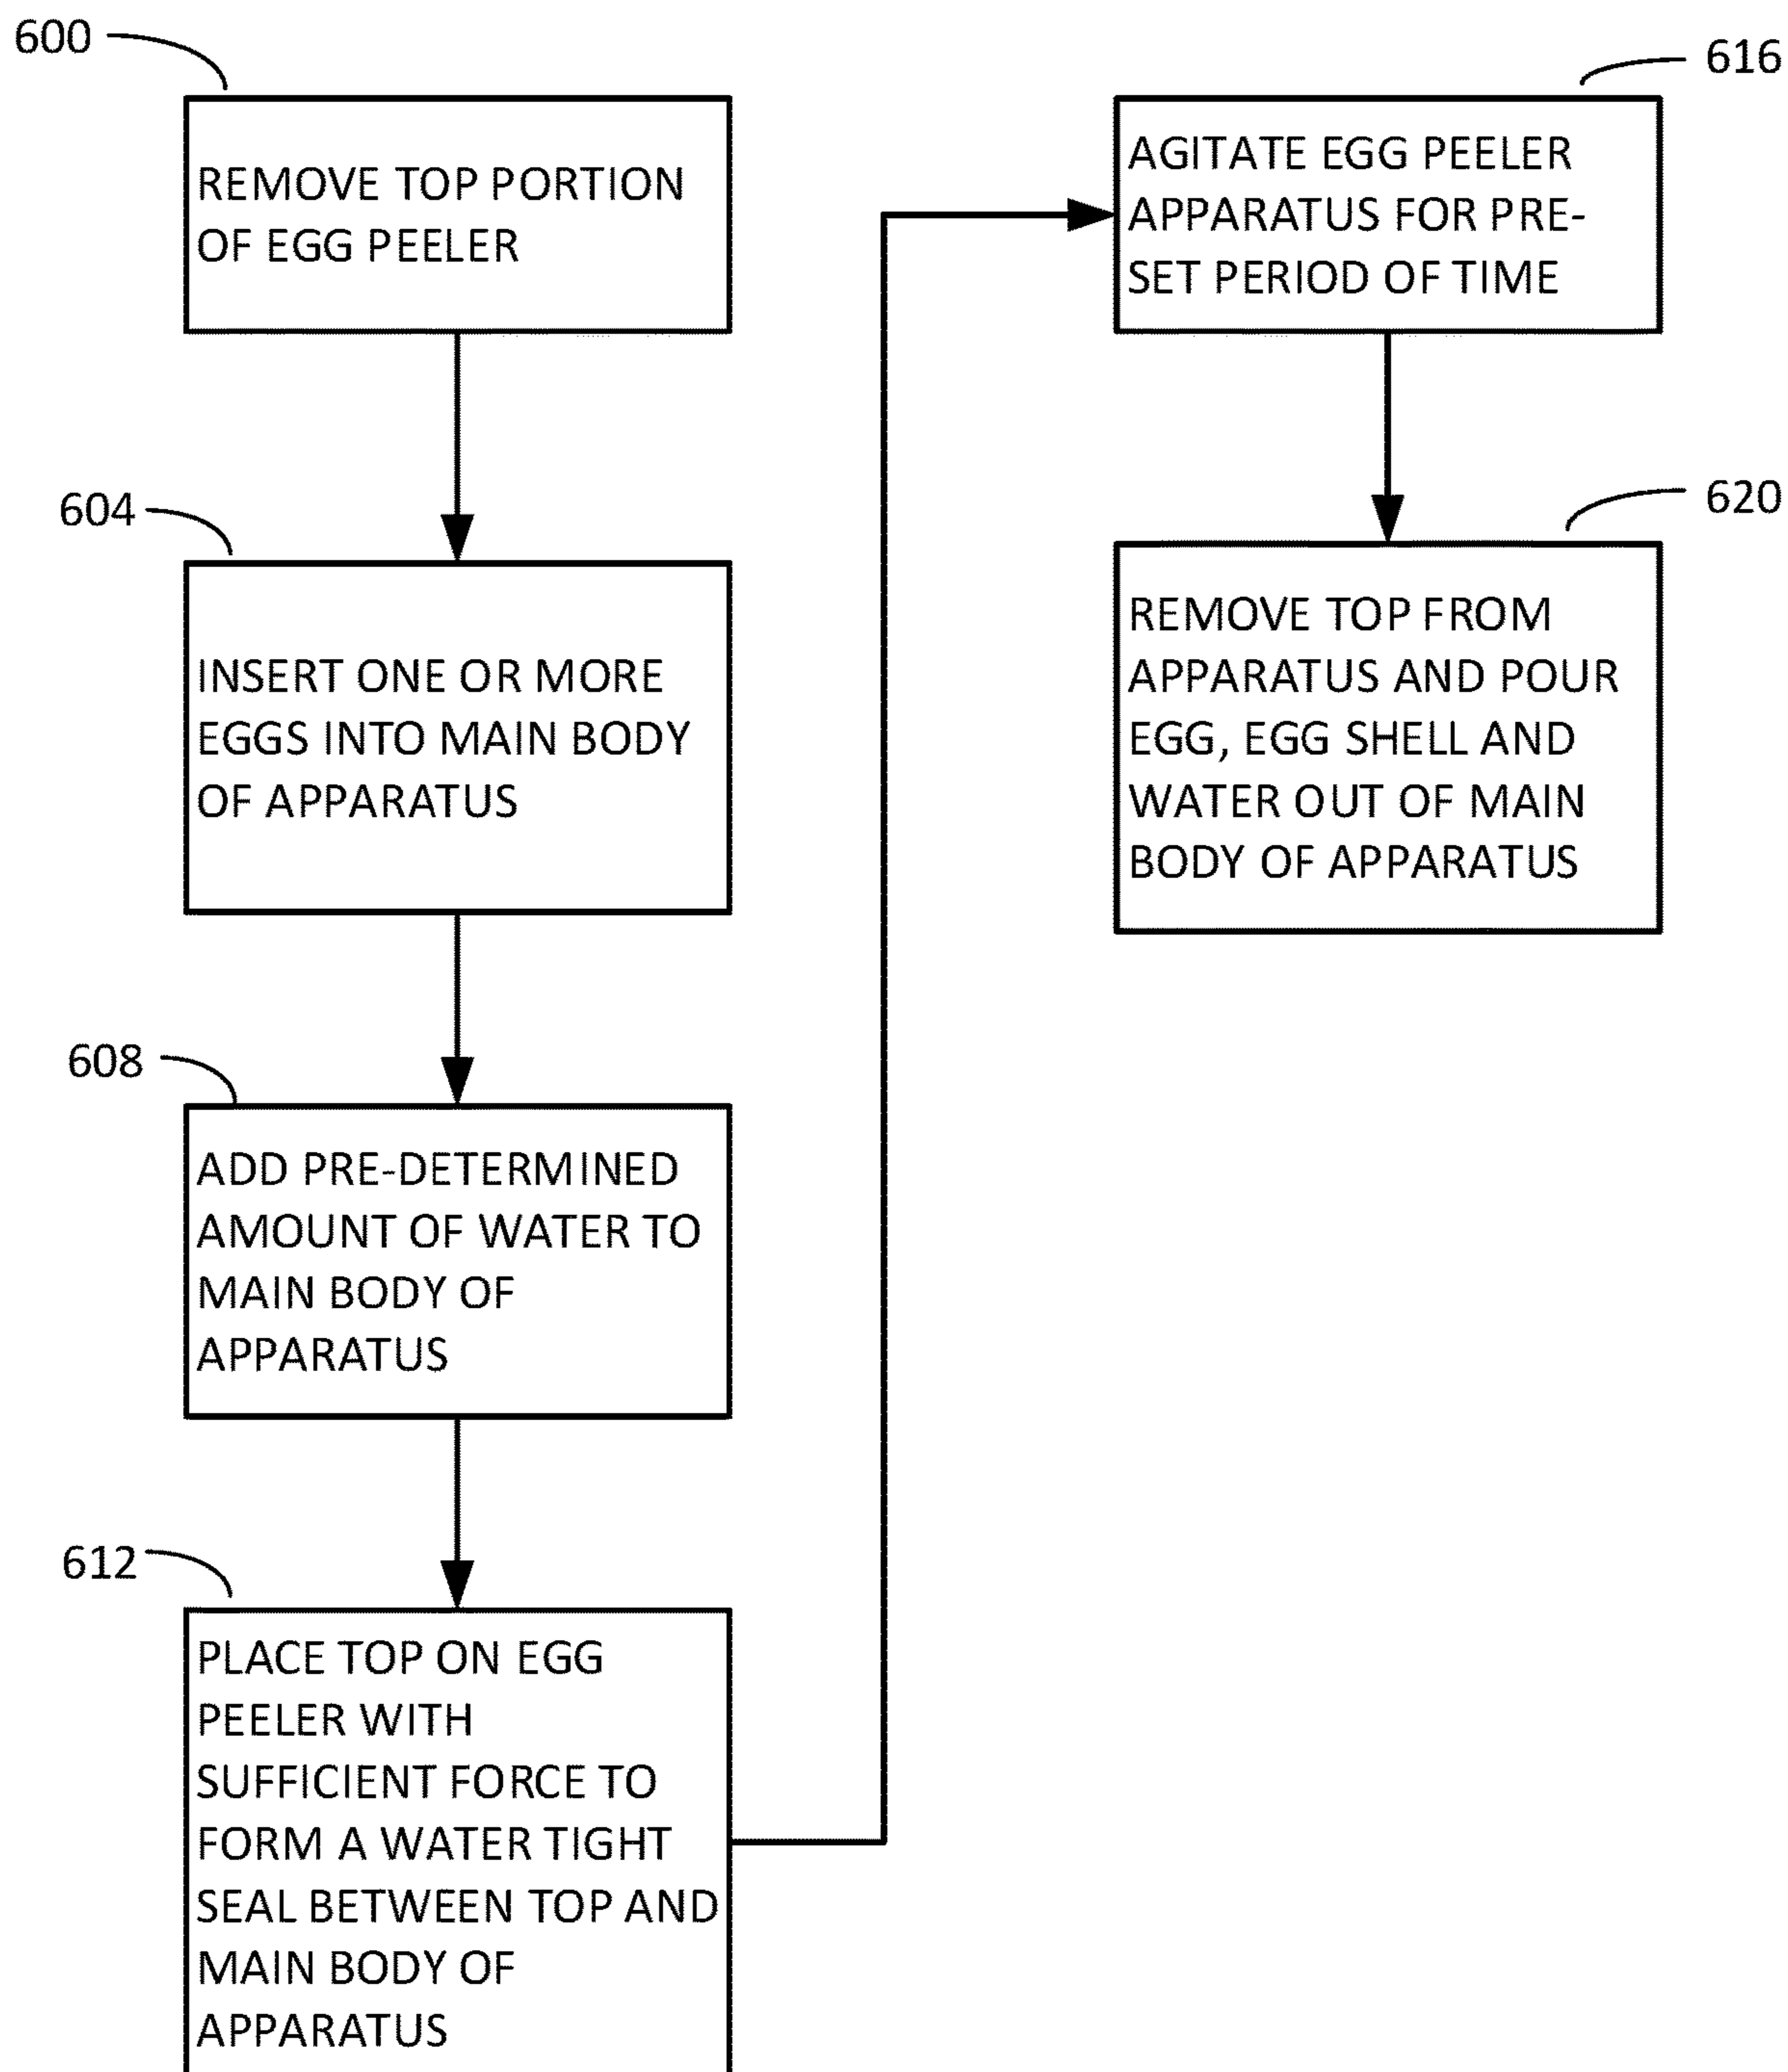 600
REMOVE TOP PORTION
OF EGG PEELER
604
INSERT ONE OR MORE
EGGS INTO MAIN BODY
OF APPARATUS
608
ADD PRE-DETERMINED
AMOUNT OF WATER TO
MAIN BODY OF
APPARATUS
612
PLACE TOP ON EGG
PEELER WITH
SUFFICIENT FORCE TO
FORM A WATER TIGHT
SEAL BETWEEN TOP AND
MAIN BODY OF
APPARATUS
616
AGITATE EGG PEELER
APPARATUS FOR PRE-
SET PERIOD OF TIME
620
REMOVE TOP FROM
APPARATUS AND POUR
EGG, EGG SHELL AND
WATER OUT OF MAIN
BODY OF APPARATUS